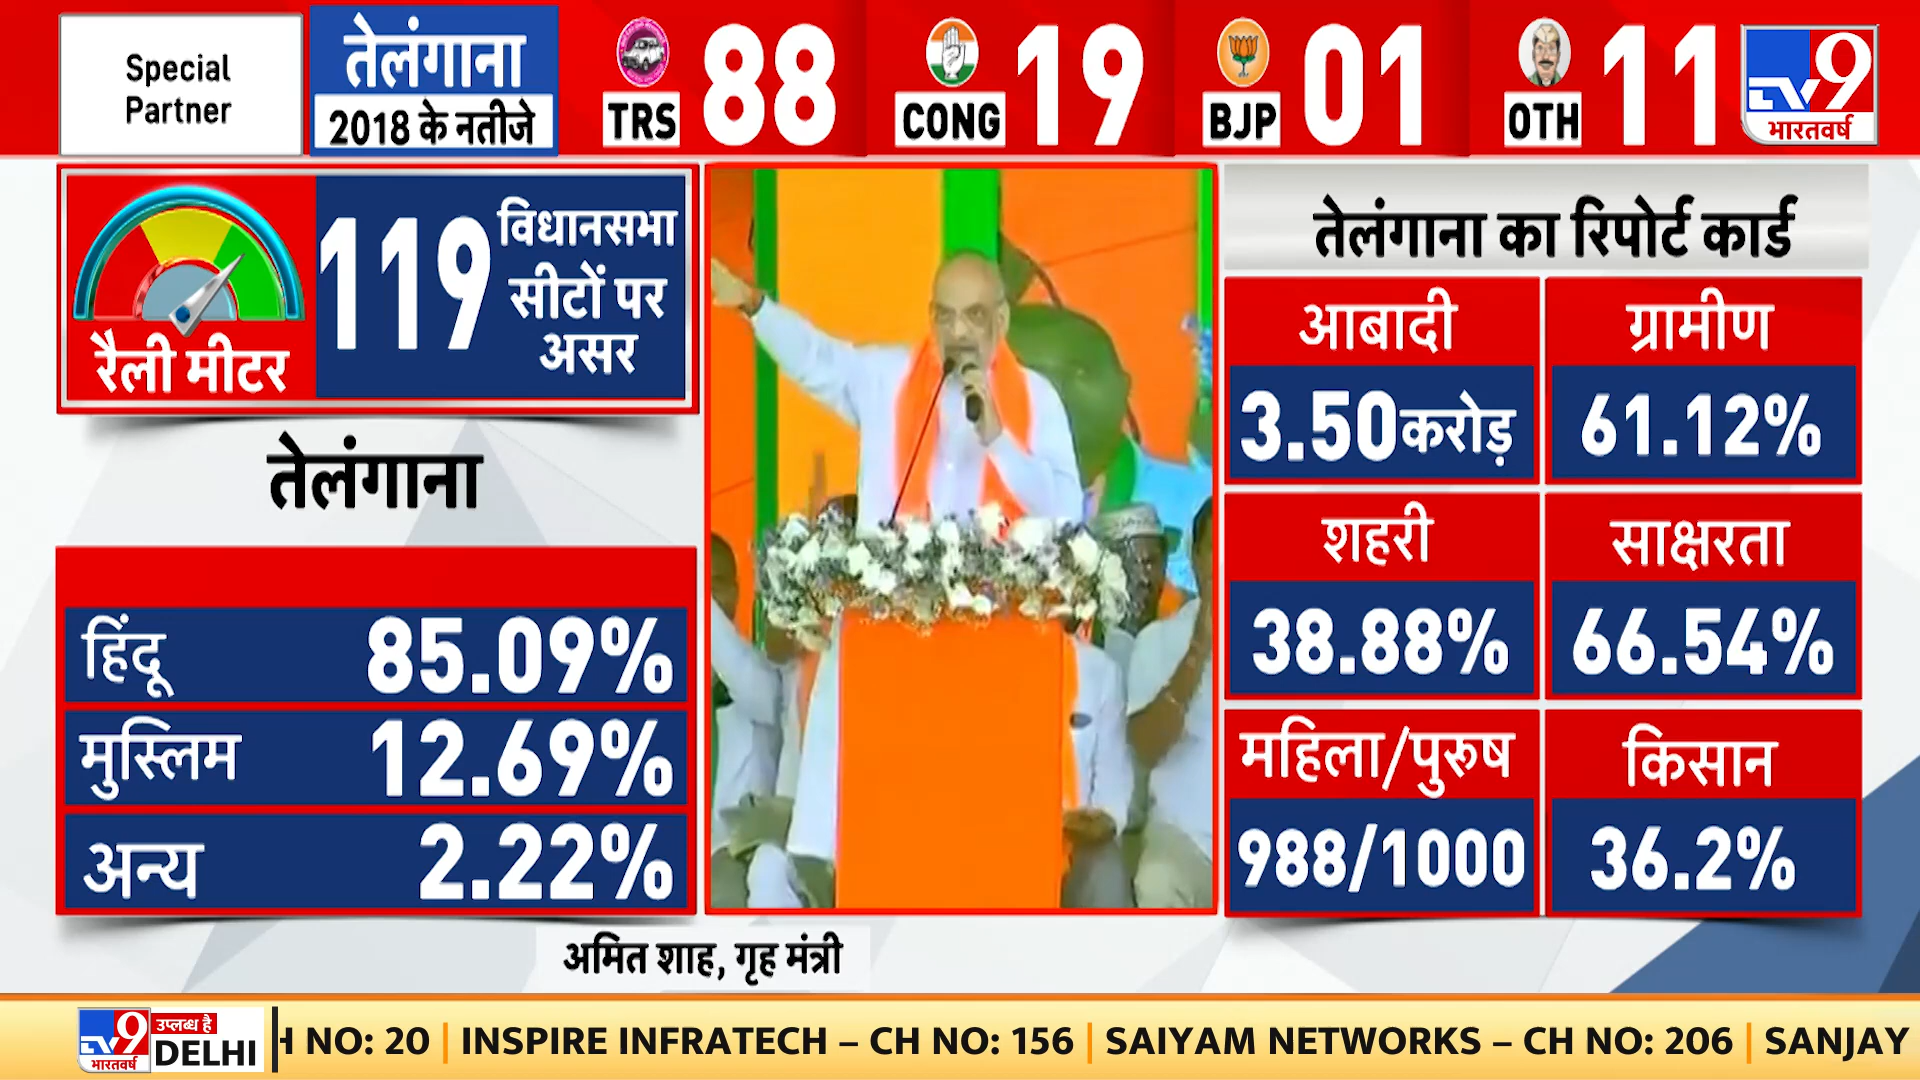 Special
Partner
तेलंगाना
2018 के नतीजे
TRS 88
CONG 19
BJP 01
OTH 11
TV9
भारतवर्ष
रैली मीटर
119
विधानसभा
सीटों पर
असर
तेलंगाना
हिंदू 85.09%
मुस्लिम 12.69%
अन्य 2.22%
तेलंगाना का रिपोर्ट कार्ड
आबादी
3.50करोड़
ग्रामीण
61.12%
शहरी
38.88%
साक्षरता
66.54%
महिला/पुरुष
988/1000
किसान
36.2%
अमित शाह, गृह मंत्री
TV9
भारतवर्ष
उप्लब्ध है
DELHI
H NO: 20 | INSPIRE INFRATECH – CH NO: 156 | SAIYAM NETWORKS – CH NO: 206 | SANJAY